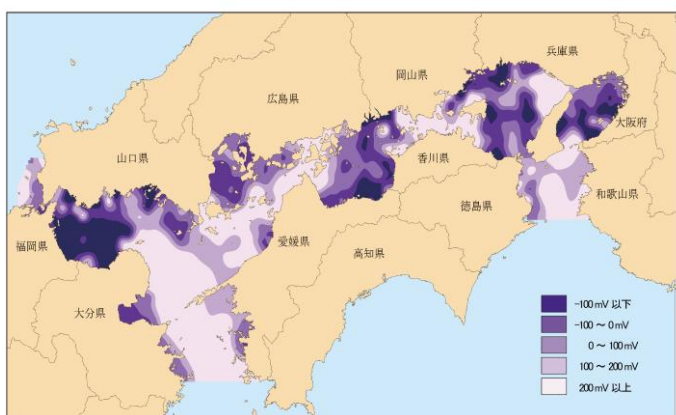 兵庫県
岡山県
広島県
大阪府
山口県
香川県
和歌山県
徳島県
福岡県
愛媛県
高知県
大分県
-100mV 以下
-100～0mV
0～100mV
100～200mV
200mV 以上